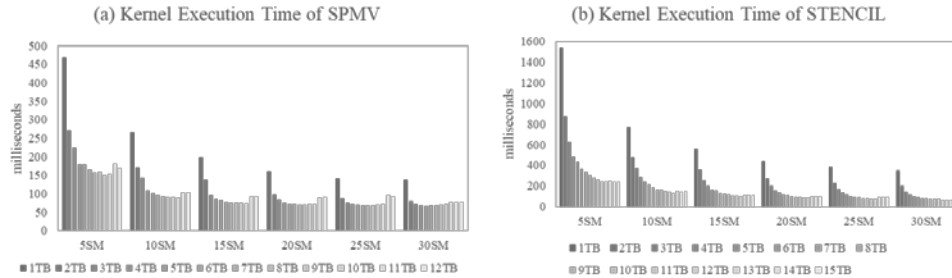 (a) Kernel Execution Time of SPMV
milliseconds
500
450
400
350
300
250
200
150
100
50
0
5SM 10SM 15SM 20SM 25SM 30SM
1TB 2TB 3TB 4TB 5TB 6TB 7TB 8TB 9TB 10TB 11TB 12TB
(b) Kernel Execution Time of STENCIL
milliseconds
1600
1400
1200
1000
800
600
400
200
0
5SM 10SM 15SM 20SM 25SM 30SM
1TB 2TB 3TB 4TB 5TB 6TB 7TB 8TB
9TB 10TB 11TB 12TB 13TB 14TB 15TB